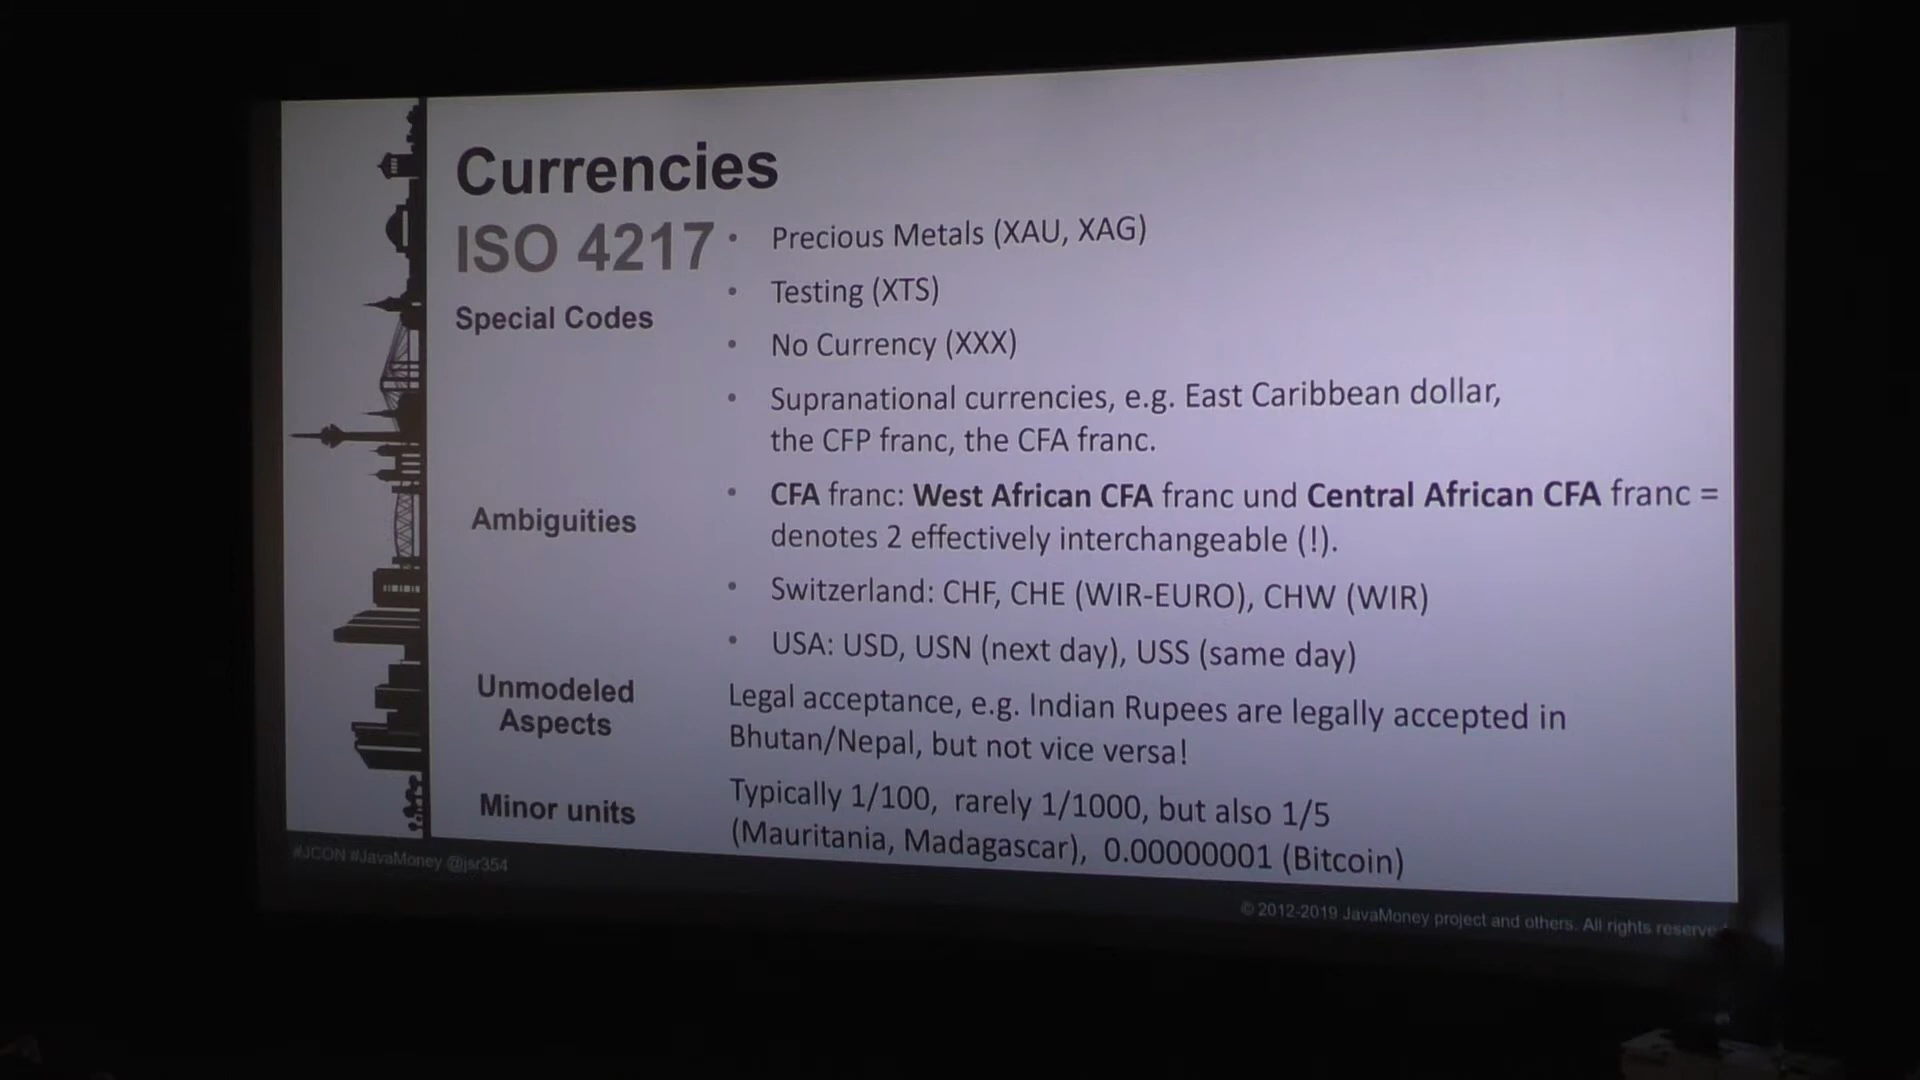 Currencies
ISO 4217
Special Codes
• Precious Metals (XAU, XAG)
• Testing (XTS)
• No Currency (XXX)
• Supranational currencies, e.g. East Caribbean dollar,
the CFP franc, the CFA franc.
Ambiguities
• CFA franc: West African CFA franc und Central African CFA franc =
denotes 2 effectively interchangeable (!).
• Switzerland: CHF, CHE (WIR-EURO), CHW (WIR)
• USA: USD, USN (next day), USS (same day)
Unmodeled
Aspects
Legal acceptance, e.g. Indian Rupees are legally accepted in
Bhutan/Nepal, but not vice versa!
Minor units
Typically 1/100, rarely 1/1000, but also 1/5
(Mauritania, Madagascar), 0.00000001 (Bitcoin)
#JCON #JavaMoney @jsr354
© 2012-2019 JavaMoney project and others. All rights reserve